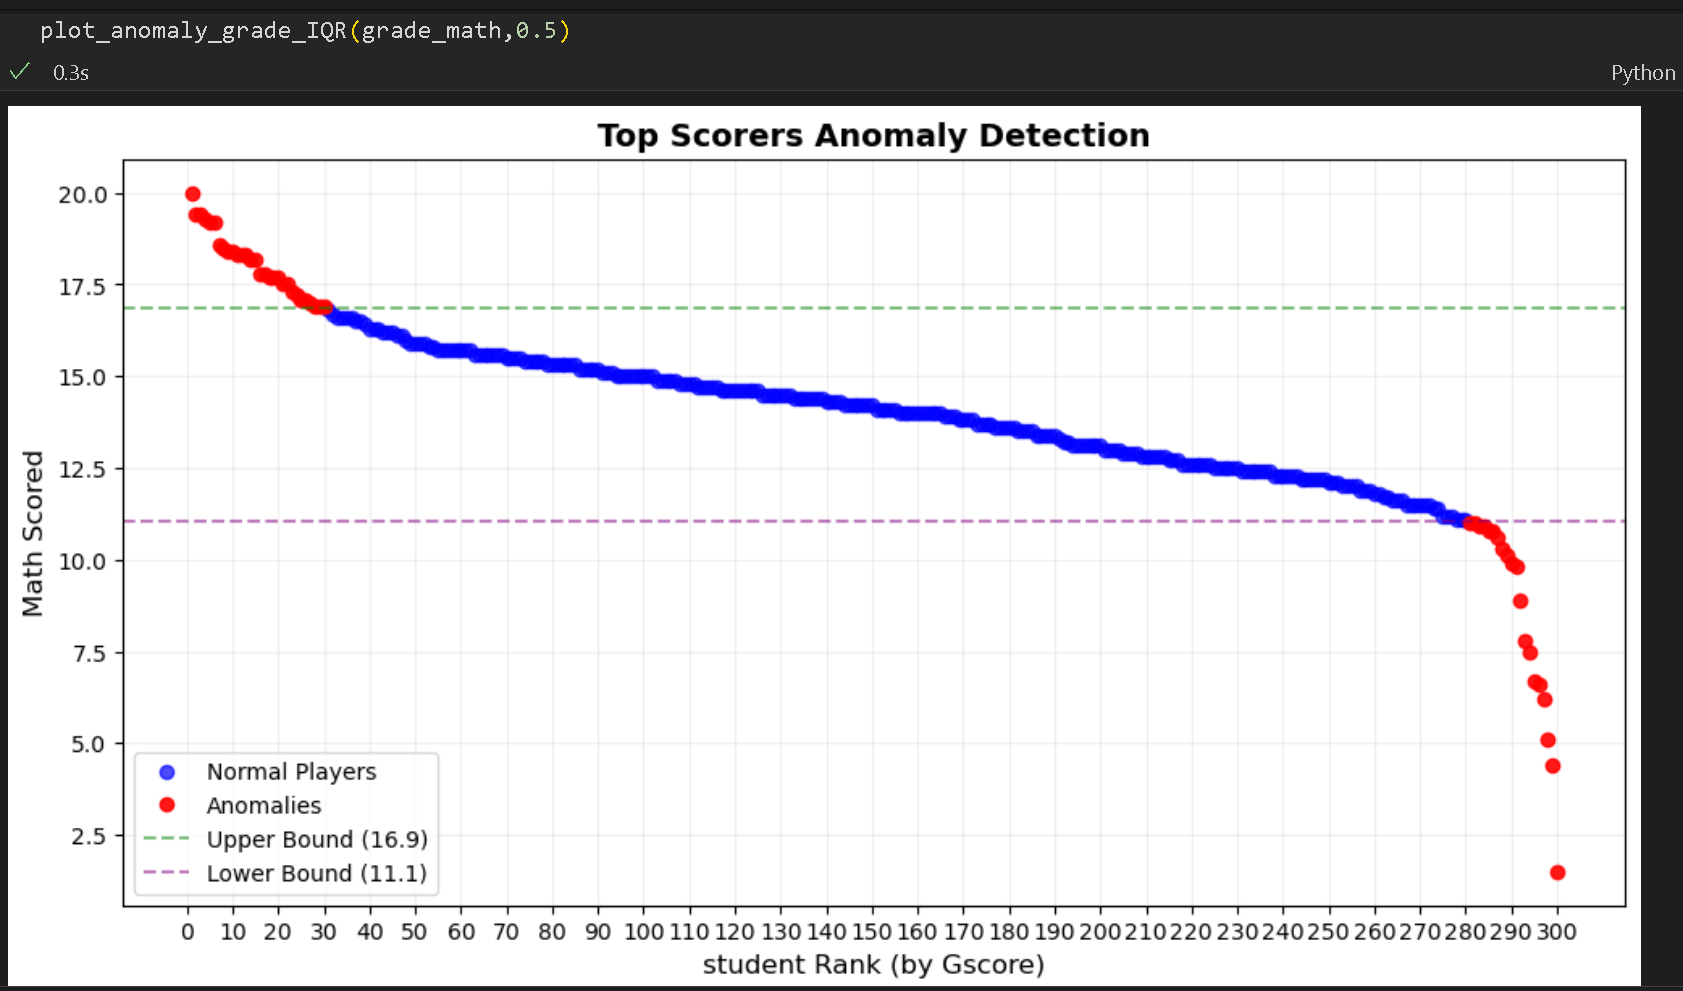 plot_anomaly_grade_IQR(grade_math,0.5)
0.3s
Python
Top Scorers Anomaly Detection
20.0
17.5
15.0
12.5
10.0
7.5
5.0
2.5
Math Scored
Normal Players
Anomalies
Upper Bound (16.9)
Lower Bound (11.1)
0 10 20 30 40 50 60 70 80 90 100 110 120 130 140 150 160 170 180 190 200 210 220 230 240 250 260 270 280 290 300
student Rank (by Gscore)